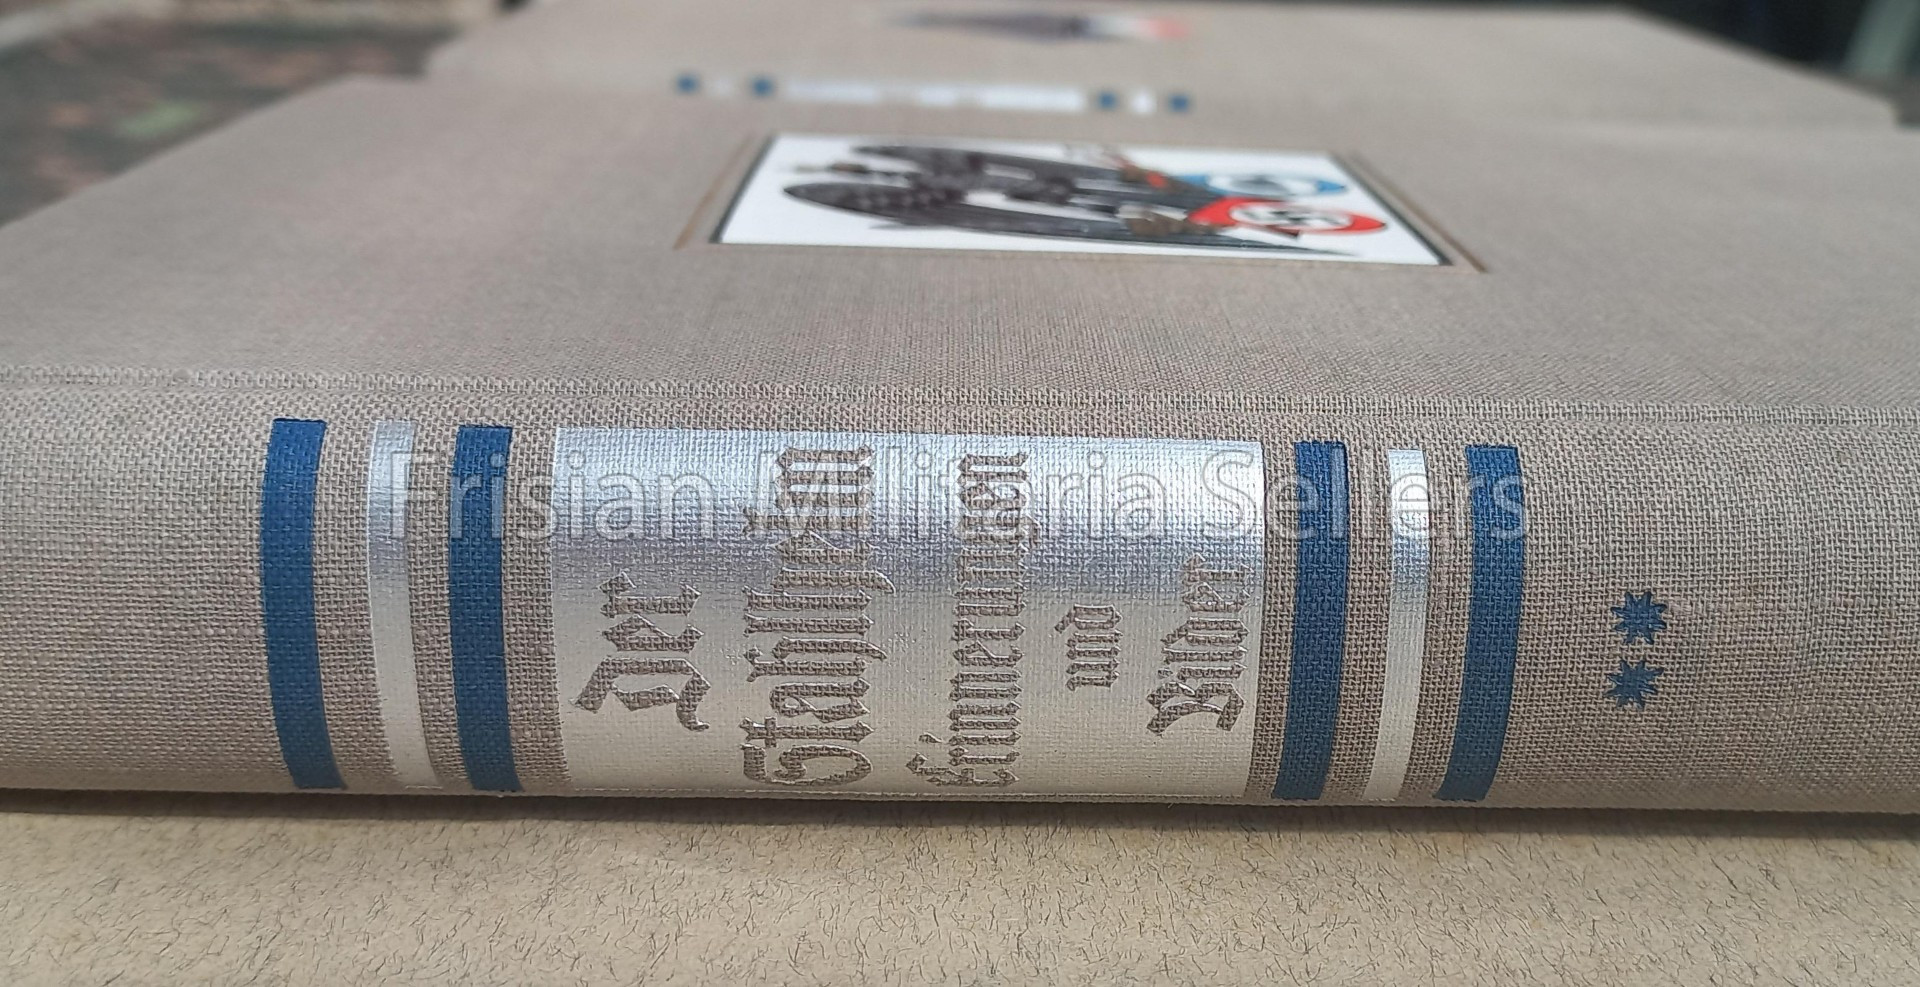 Der
Stahlhelm
Erinnerungen
und
Bilder
Frisian Militaria Sellers